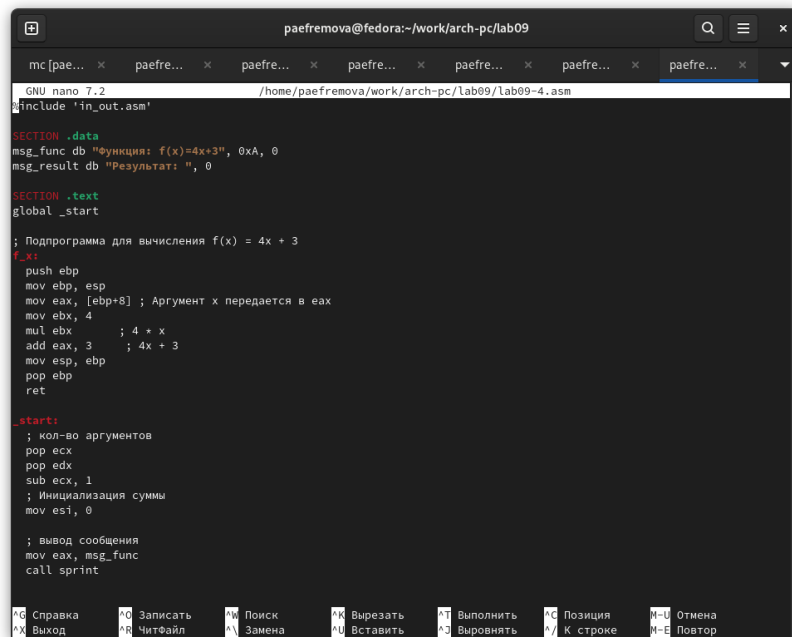 paefremova@fedora:~/work/arch-pc/lab09
mc [pae… × paefre… × paefre… × paefre… × paefre… × paefre… × paefre… ×
GNU nano 7.2 /home/paefremova/work/arch-pc/lab09/lab09-4.asm
%include 'in_out.asm'
SECTION .data
msg_func db "Функция: f(x)=4x+3", 0xA, 0
msg_result db "Результат: ", 0
SECTION .text
global _start
; Подпрограмма для вычисления f(x) = 4x + 3
f_x:
push ebp
mov ebp, esp
mov eax, [ebp+8] ; Аргумент x передается в eax
mov ebx, 4
mul ebx ; 4 * x
add eax, 3 ; 4x + 3
mov esp, ebp
pop ebp
ret
_start:
; кол-во аргументов
pop ecx
pop edx
sub ecx, 1
; Инициализация суммы
mov esi, 0
; вывод сообщения
mov eax, msg_func
call sprint
^G Справка ^O Записать ^W Поиск ^K Вырезать ^T Выполнить ^C Позиция M-U Отмена
^X Выход ^R ЧитФайл ^\ Замена ^U Вставить ^J Выровнять ^/ К строке M-E Повтор